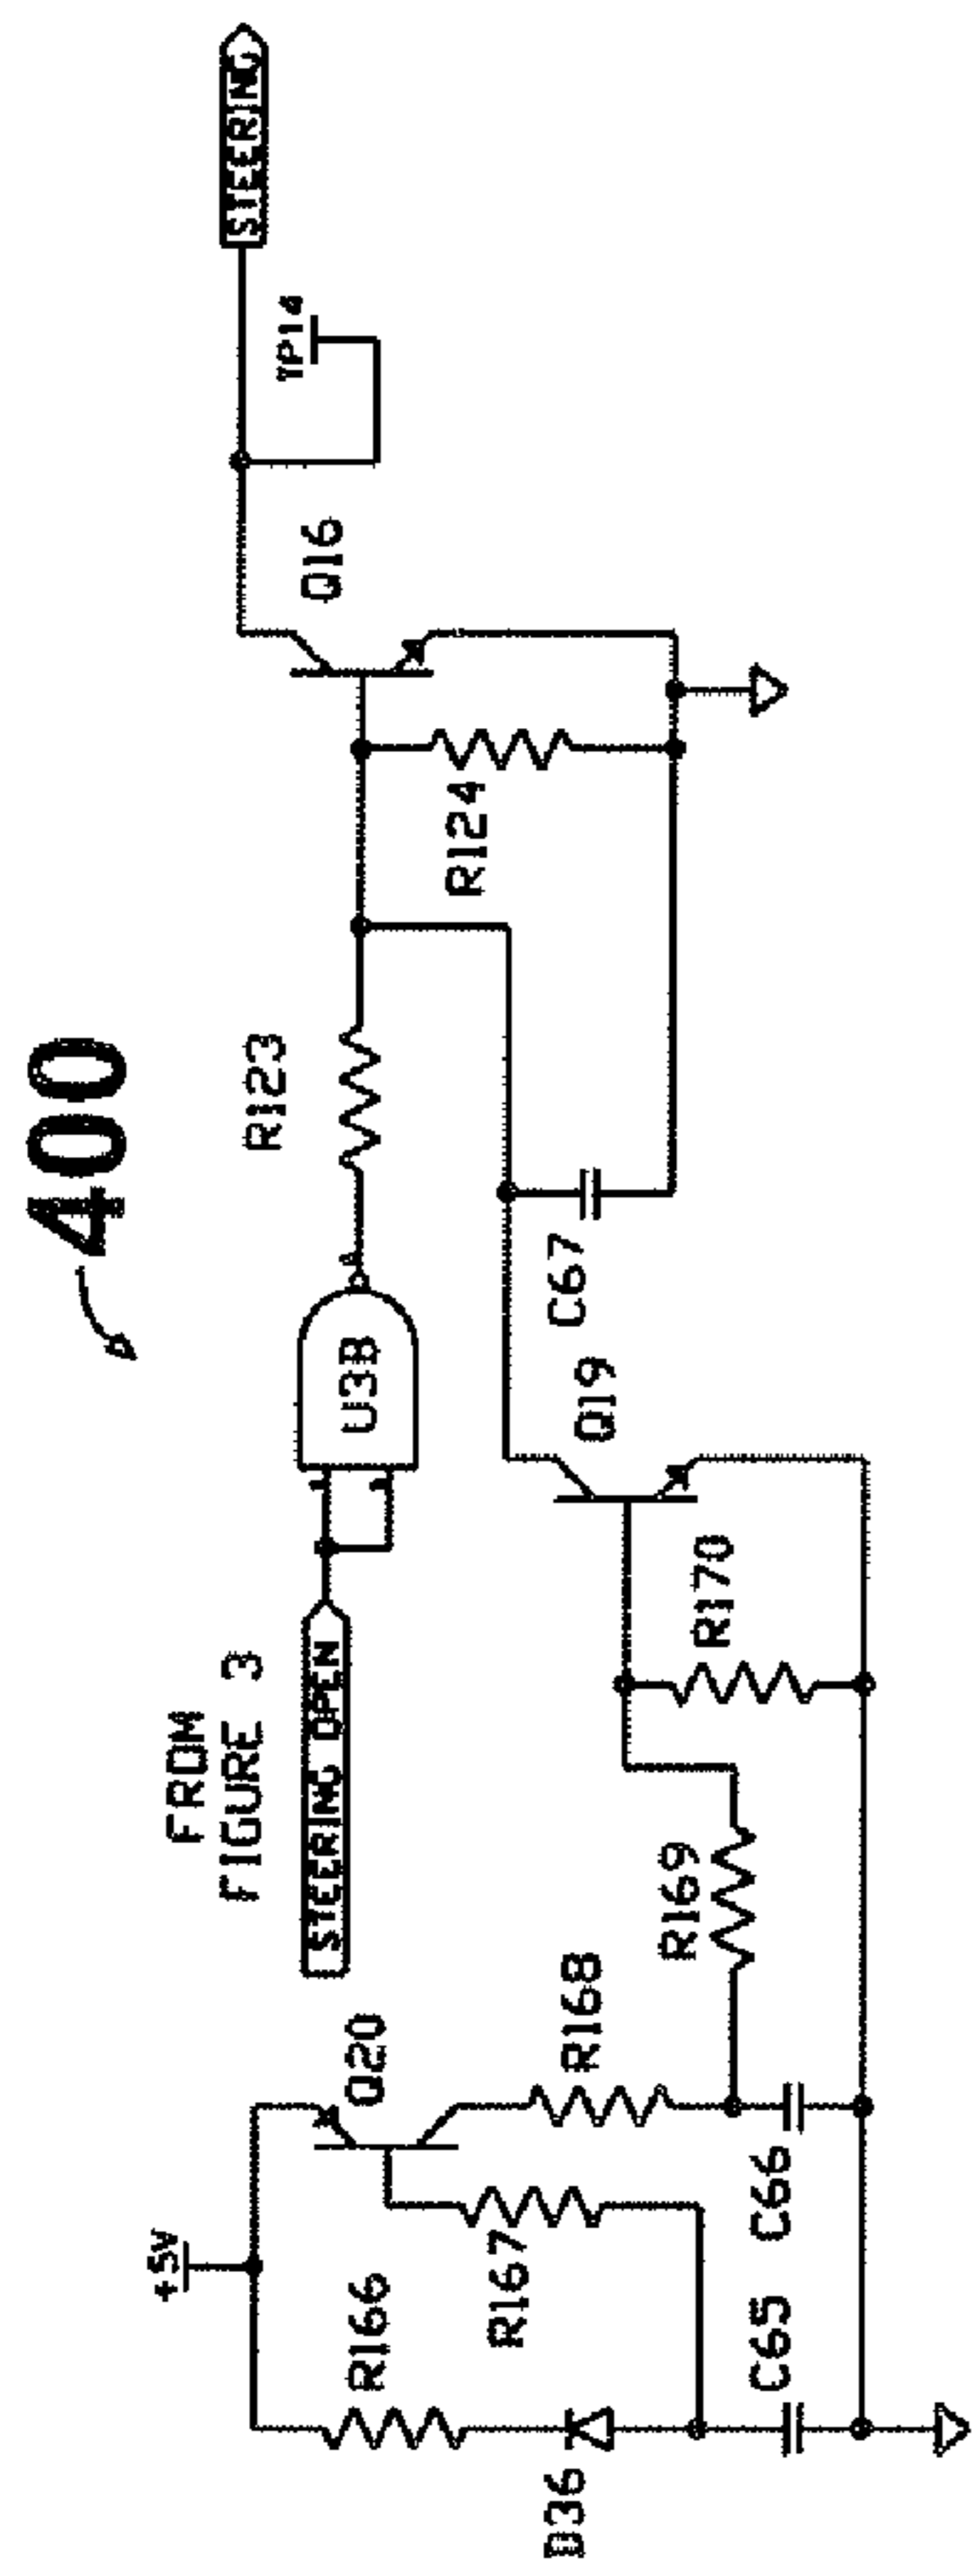 400
FROM
FIGURE 3
STEERING OPEN
U3B
R123
STEERING
TP14
Q16
R124
C67
Q19
R170
R169
+5V
Q20
R166
R167
R168
D36
C65
C66